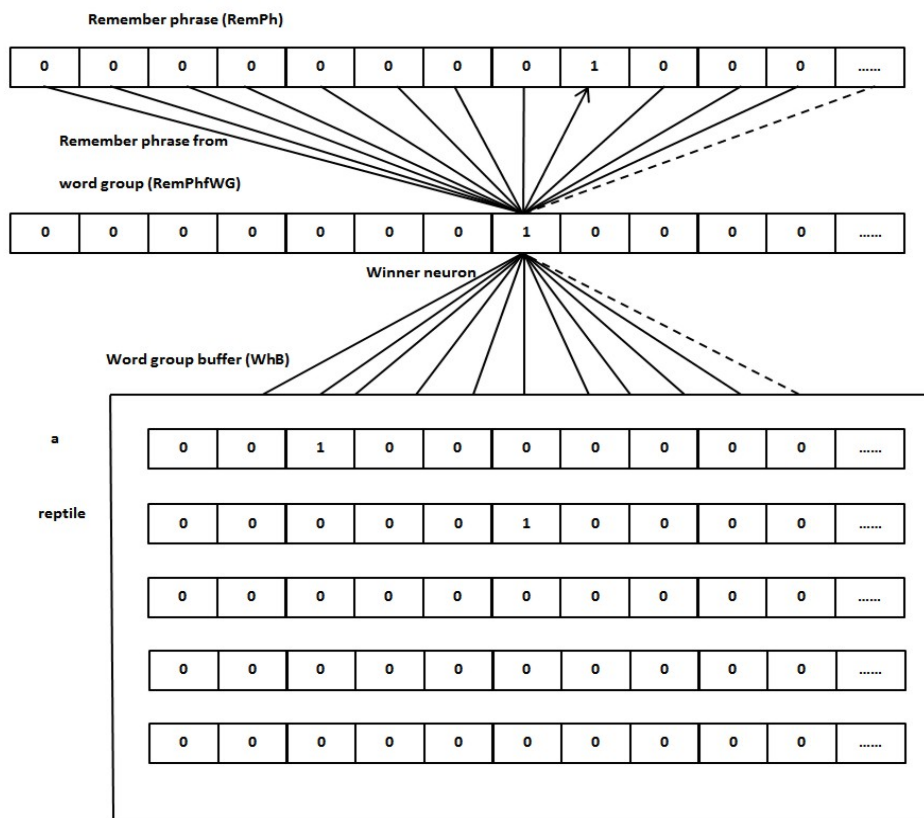 Remember phrase (RemPh)
0 0 0 0 0 0 0 0 1 0 0 0 ......
Remember phrase from
word group (RemPhfWG)
0 0 0 0 0 0 0 1 0 0 0 0 ......
Winner neuron
Word group buffer (WhB)
a 0 0 1 0 0 0 0 0 0 0 ......
reptile 0 0 0 0 0 1 0 0 0 0 ......
0 0 0 0 0 0 0 0 0 0 ......
0 0 0 0 0 0 0 0 0 0 ......
0 0 0 0 0 0 0 0 0 0 ......